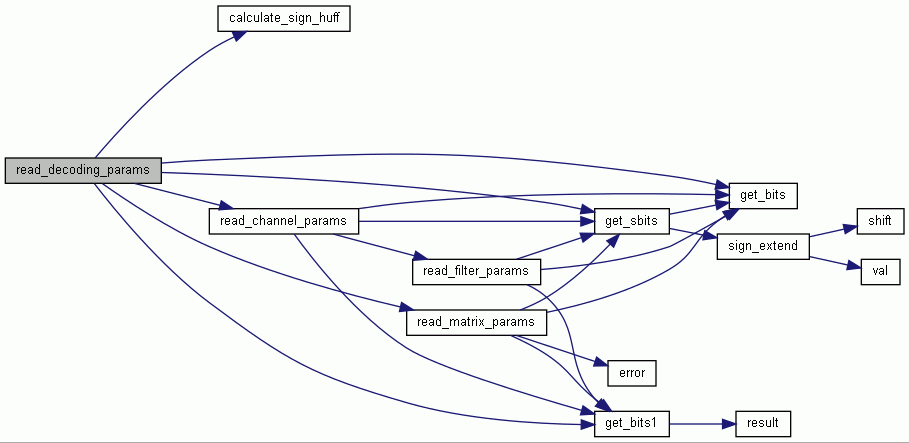 calculate_sign_huff
read_decoding_params
get_bits
read_channel_params
get_sbits
shift
sign_extend
read_filter_params
val
read_matrix_params
error
get_bits1
result